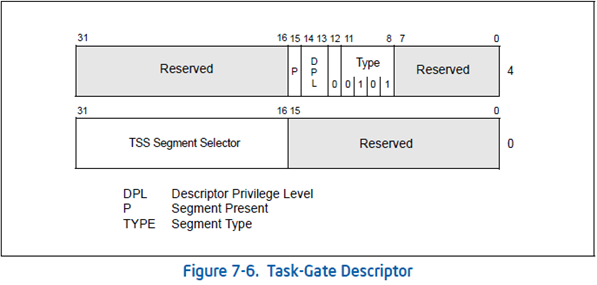 31 16 15 14 13 12 11 8 7 0
Reserved P D P L 0 Type 0 1 0 1 Reserved 4
31 16 15 0
TSS Segment Selector Reserved 0
DPL Descriptor Privilege Level
P Segment Present
TYPE Segment Type
Figure 7-6. Task-Gate Descriptor